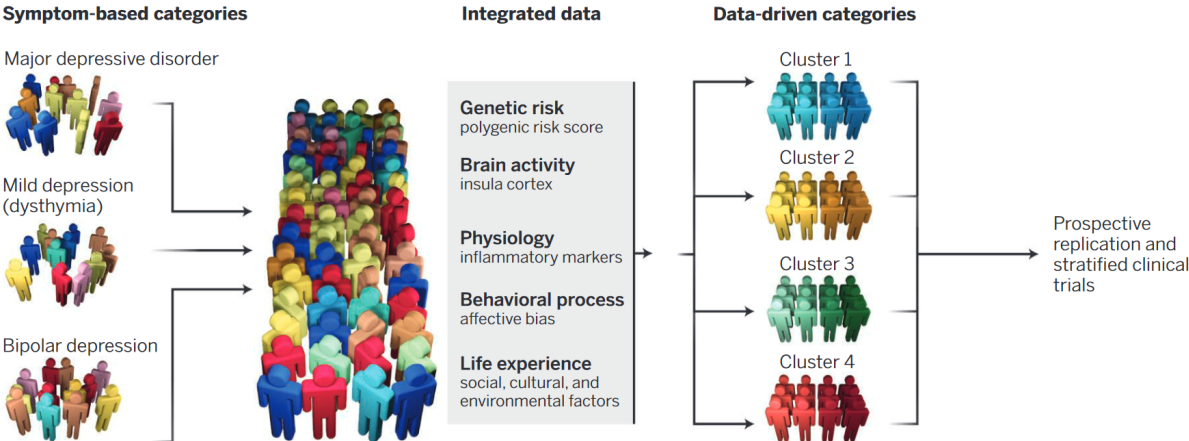 Symptom-based categories
Major depressive disorder
Mild depression
(dysthymia)
Bipolar depression
Integrated data
Genetic risk
polygenic risk score
Brain activity
insula cortex
Physiology
inflammatory markers
Behavioral process
affective bias
Life experience
social, cultural, and
environmental factors
Data-driven categories
Cluster 1
Cluster 2
Cluster 3
Cluster 4
Prospective
replication and
stratified clinical
trials